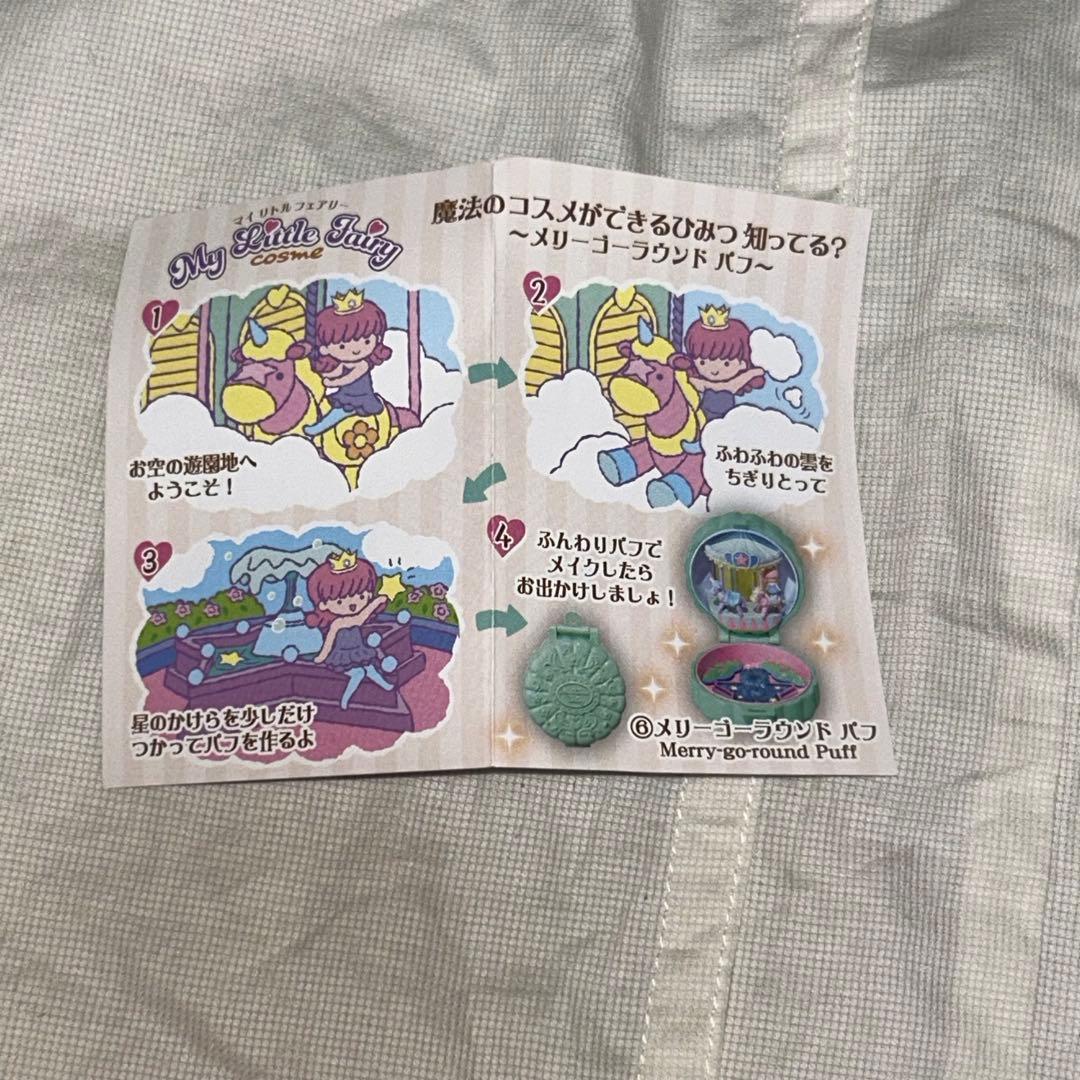 マイ リトル フェアリー
My Little Fairy
cosme
魔法のコスメができるひみつ 知ってる?
～メリーゴーラウンド パフ～
1
お空の遊園地へ
ようこそ!
2
ふわふわの雲を
ちぎりとって
3
星のかけらを少しだけ
つかってパフを作るよ
4
ふんわりパフで
メイクしたら
お出かけしましょ!
⑥メリーゴーラウンド パフ
Merry-go-round Puff